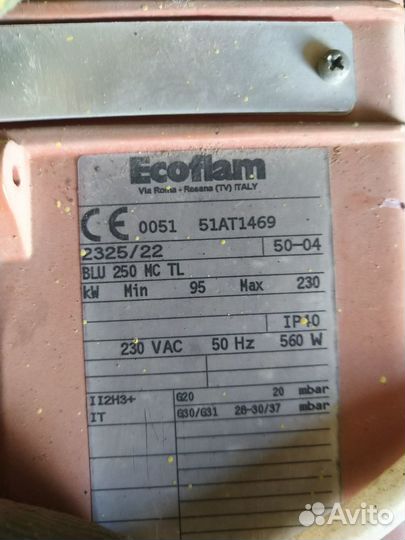 Ecoflam
Via Roma - Resana (TV) ITALY
CE 0051 51AT1469
2325/22 50-04
BLU 250 MC TL
kW Min 95 Max 230
IP40
230 VAC 50 Hz 560 W
II2H3+ G20 20 mbar
IT G30/G31 28-30/37 mbar
Avito